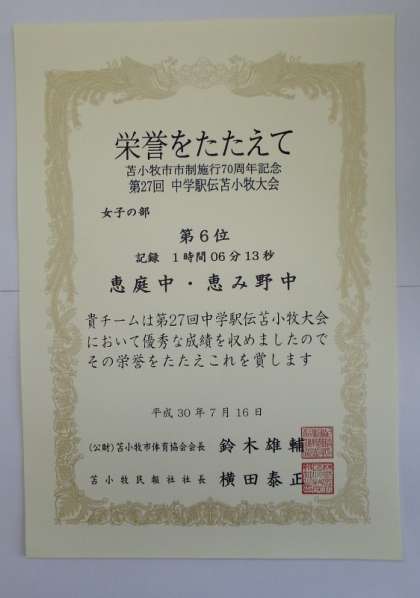 栄誉をたたえて
苫小牧市市制施行70周年記念
第27回 中学駅伝苫小牧大会
女子の部
第6位
記録 1時間06分13秒
恵庭中・恵み野中
貴チームは第27回中学駅伝苫小牧大会
において優秀な成績を収めましたので
その栄誉をたたえこれを賞します
平成30年7月16日
(公財)苫小牧市体育協会会長 鈴木雄輔
苫小牧民報社社長 横田泰正